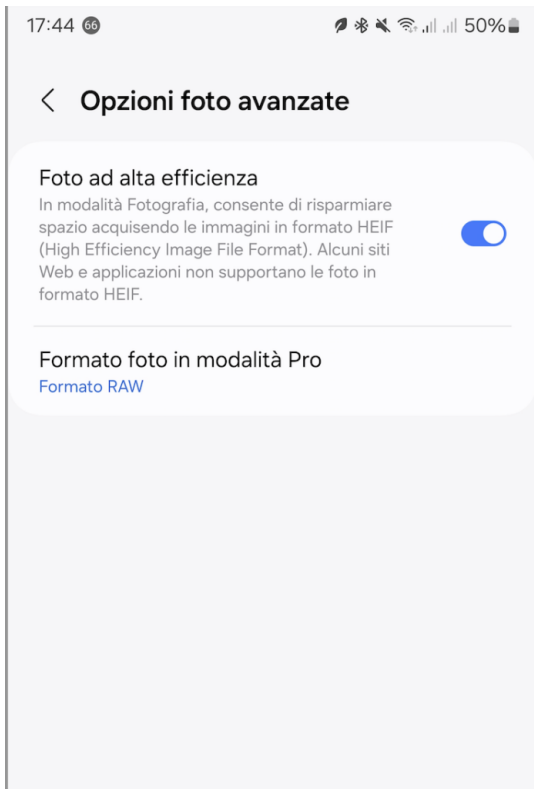 17:44 66 50%
Opzioni foto avanzate
Foto ad alta efficienza
In modalità Fotografia, consente di risparmiare
spazio acquisendo le immagini in formato HEIF
(High Efficiency Image File Format). Alcuni siti
Web e applicazioni non supportano le foto in
formato HEIF.
Formato foto in modalità Pro
Formato RAW